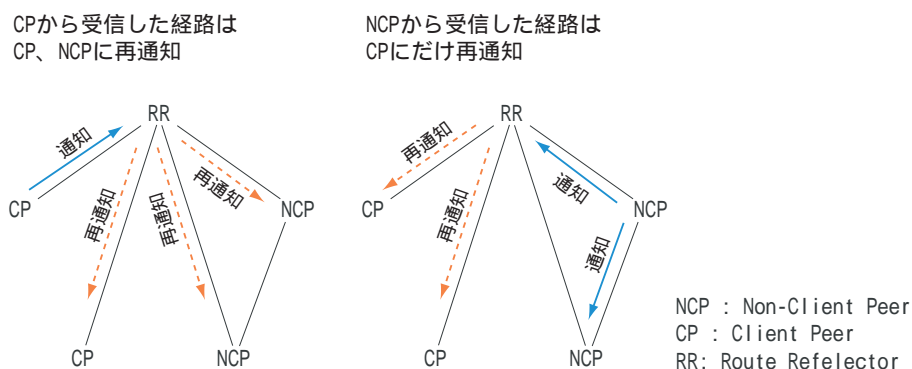 CPから受信した経路は
CP、NCPに再通知
NCPから受信した経路は
CPにだけ再通知
RR
通知
再通知
再通知
再通知
CP
NCP
CP
NCP
RR
再通知
再通知
通知
通知
CP
NCP
CP
NCP
NCP : Non-Client Peer
CP : Client Peer
RR: Route Refelector